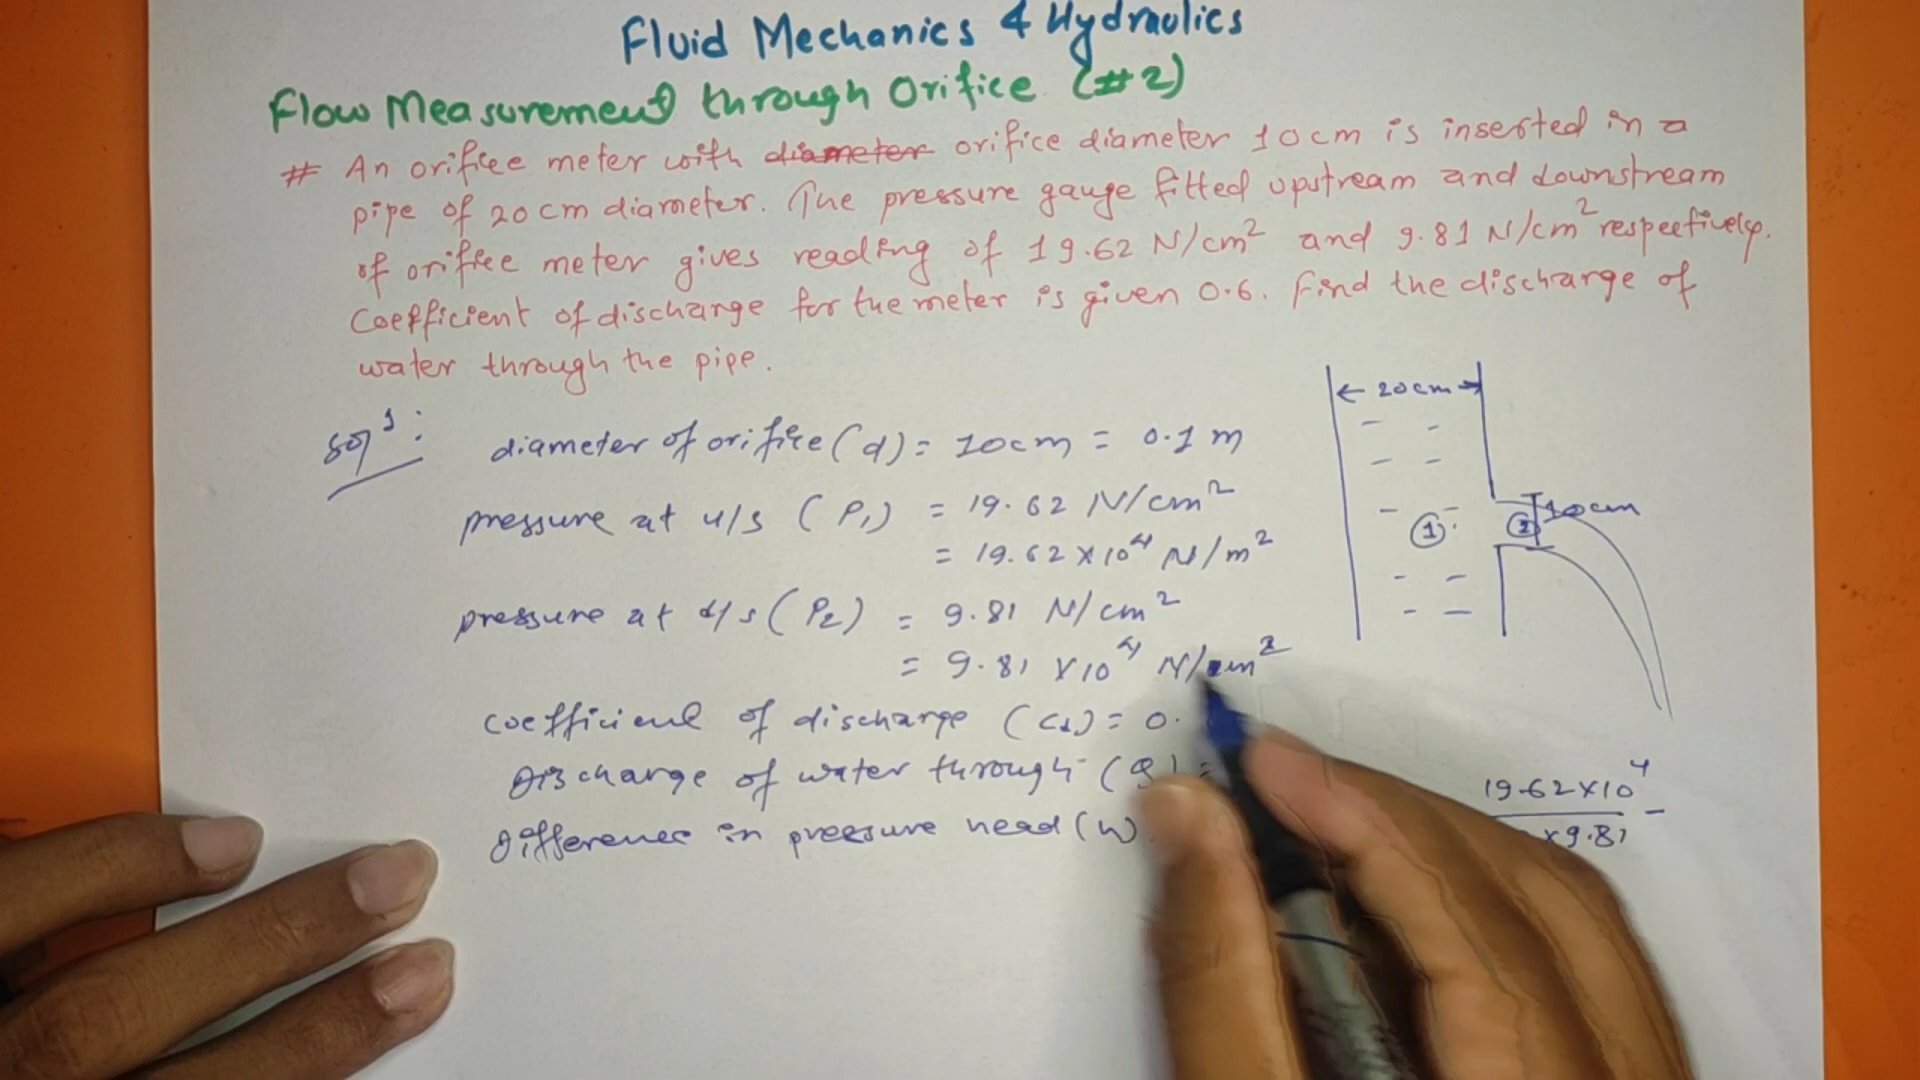 Fluid Mechanics & Hydraulics
Flow Measurement through Orifice (#2)
# An orifice meter with diameter orifice diameter 10 cm is inserted in a
pipe of 20 cm diameter. The pressure gauge fitted upstream and downstream
of orifice meter gives reading of 19.62 N/cm² and 9.81 N/cm² respectively.
Coefficient of discharge for the meter is given 0.6. Find the discharge of
water through the pipe.
← 20cm →
Solⁿ: diameter of orifice (d) = 10cm = 0.1 m
pressure at u/s (P₁) = 19.62 N/cm²
10cm
① ②
= 19.62 × 10⁴ N/m²
pressure at d/s (P₂) = 9.81 N/cm²
= 9.81 × 10⁴ N/cm²
coefficient of discharge (Cd) = 0.
Discharge of water through (Q) =
Difference in pressure head (h)
19.62×10⁴ -
×9.81